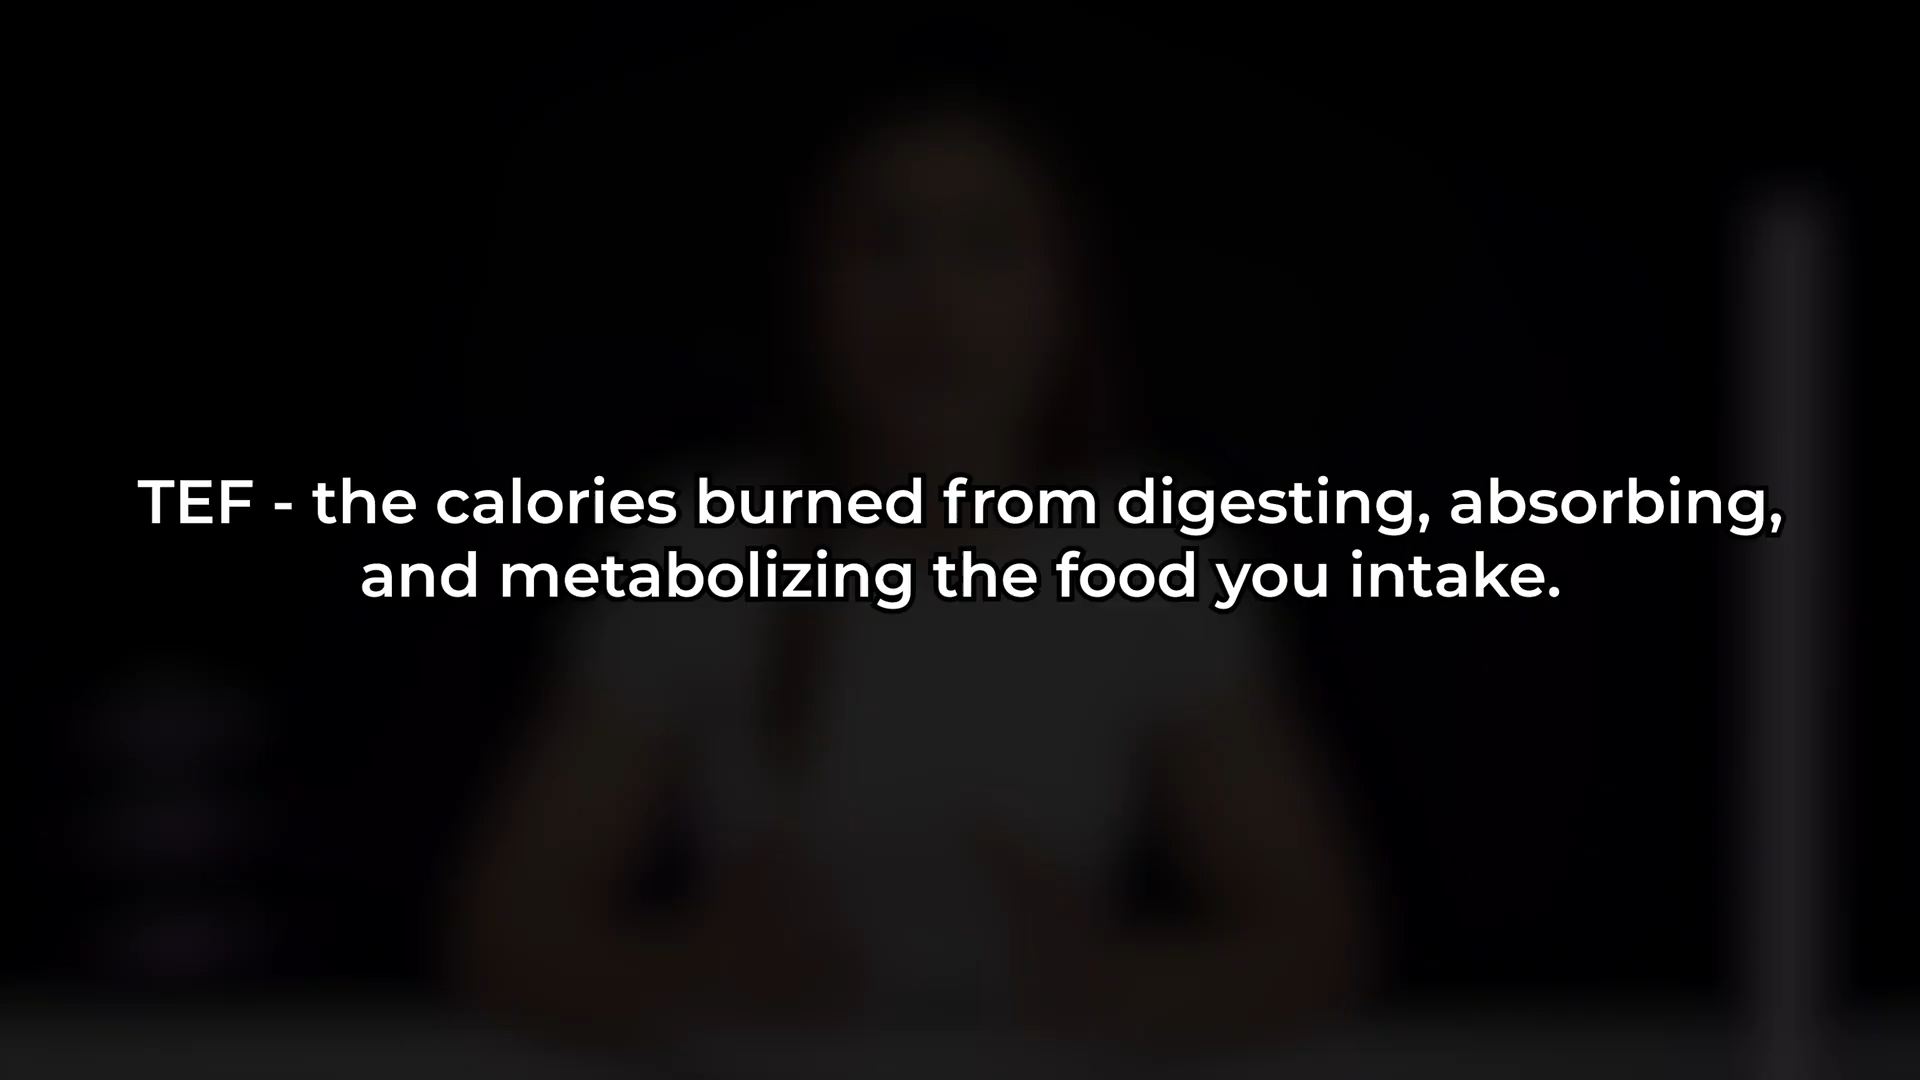 TEF - the calories burned from digesting, absorbing,
and metabolizing the food you intake.